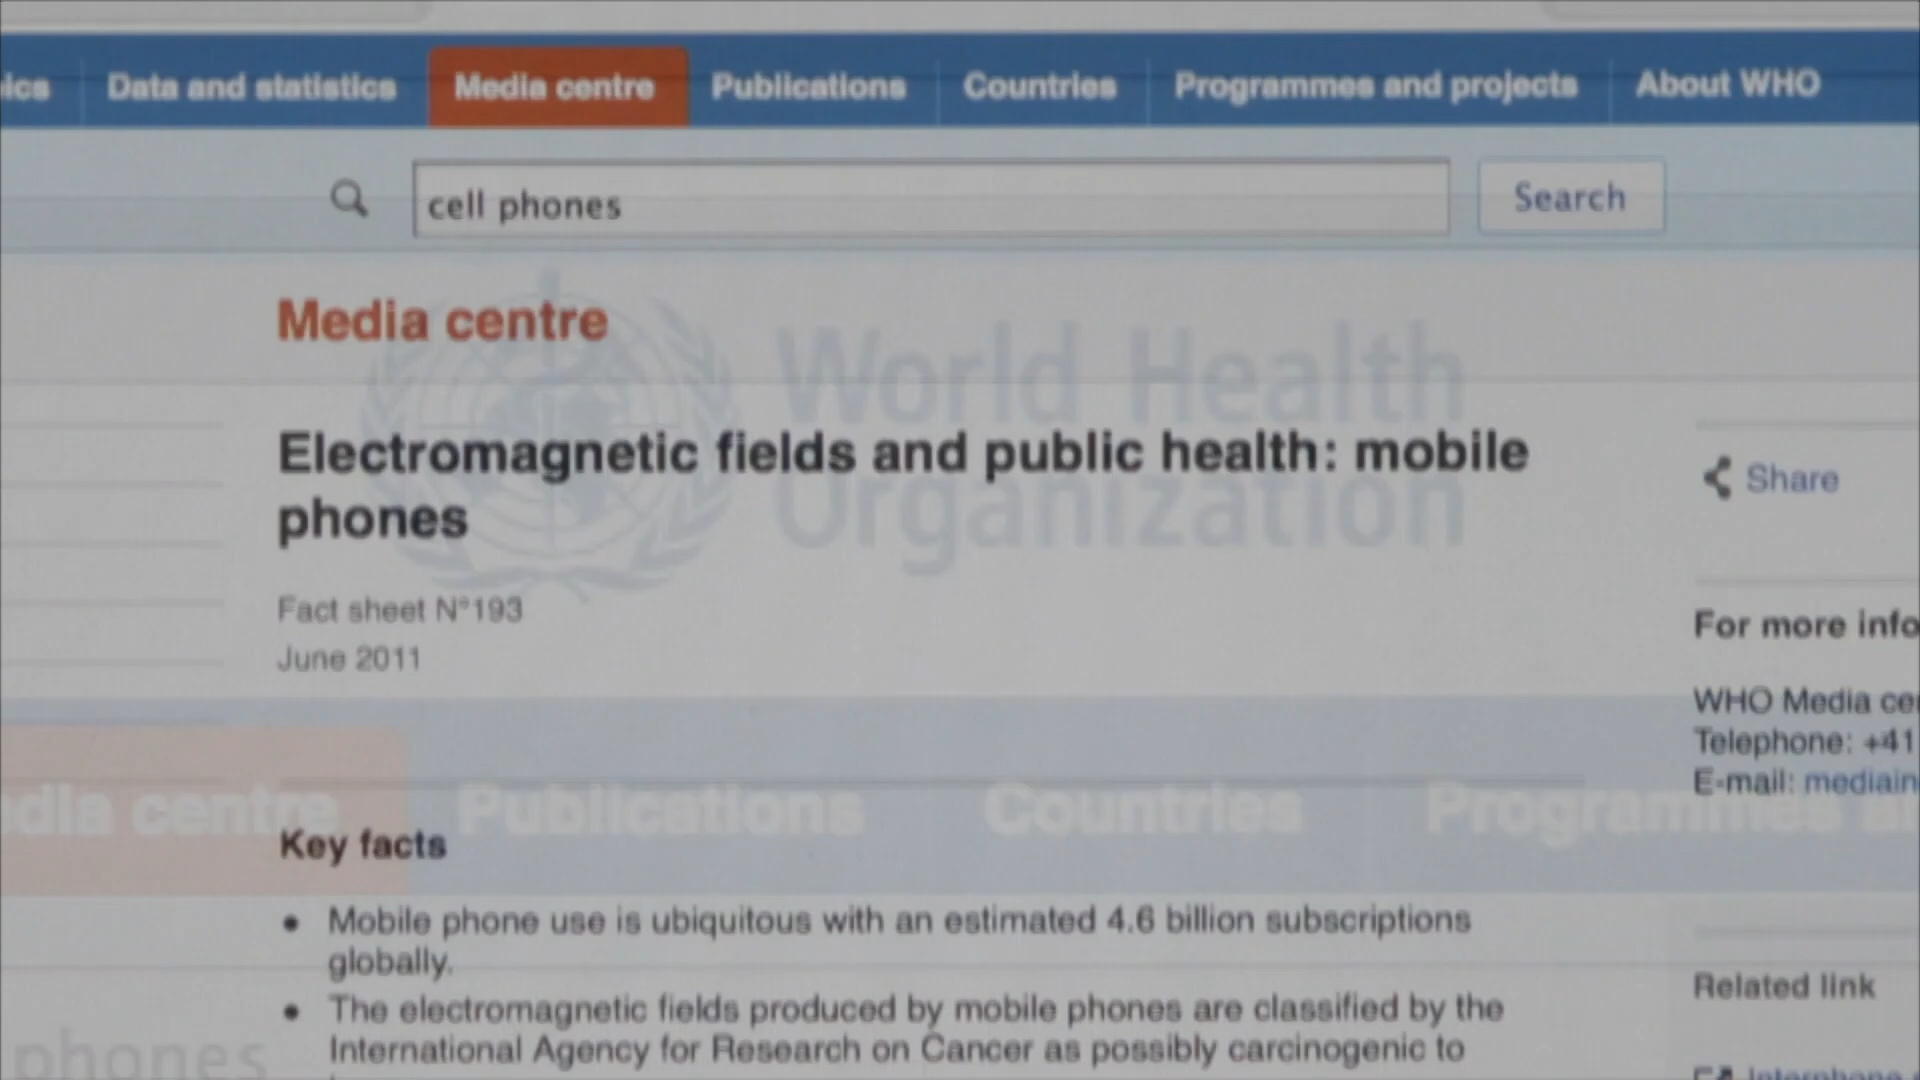 Data and statistics
Media centre
Publications
Countries
Programmes and projects
About WHO
cell phones
Search
Media centre
World Health
Organization
Electromagnetic fields and public health: mobile
phones
Share
Fact sheet N°193
June 2011
For more
WHO Media
Telephone: +41
E-mail:
centre
Publications
Countries
Programmes
Key facts
• Mobile phone use is ubiquitous with an estimated 4.6 billion subscriptions
globally.
• The electromagnetic fields produced by mobile phones are classified by the
International Agency for Research on Cancer as possibly carcinogenic to
Related link
phones